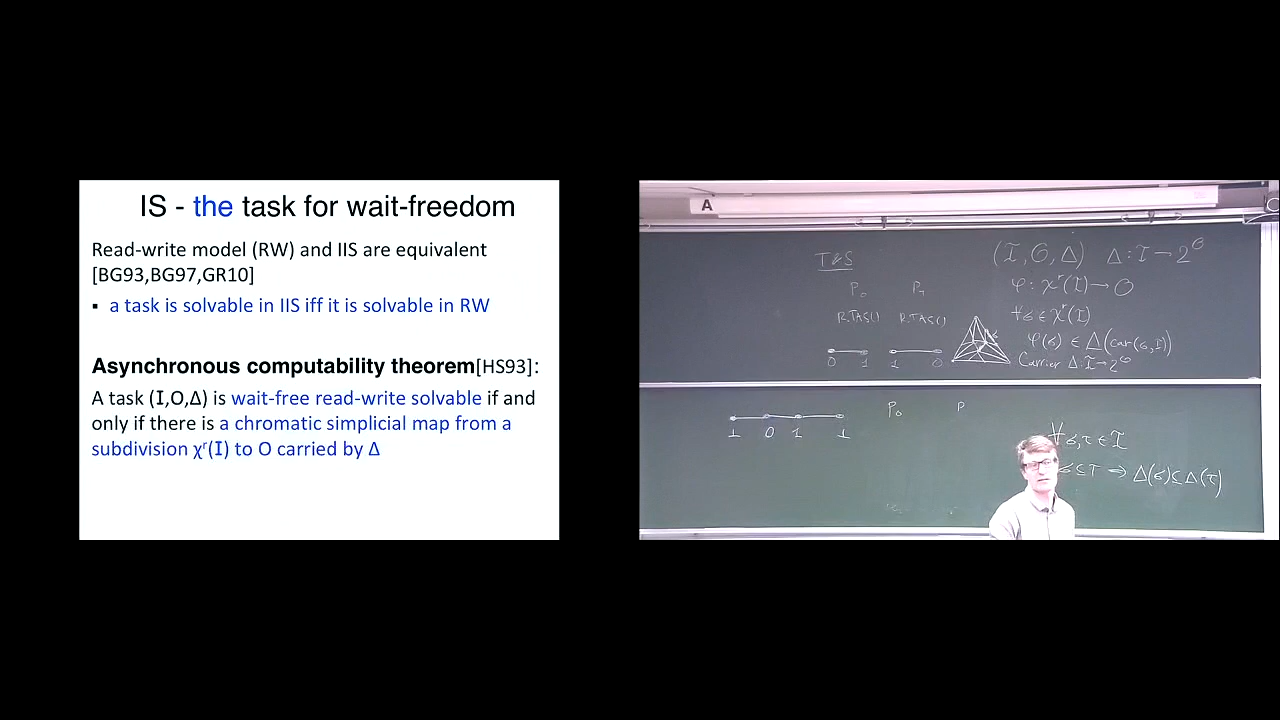 IS - the task for wait-freedom
Read-write model (RW) and IIS are equivalent
[BG93,BG97,GR10]
▪ a task is solvable in IIS iff it is solvable in RW
Asynchronous computability theorem[HS93]:
A task (I,O,Δ) is wait-free read-write solvable if and
only if there is a chromatic simplicial map from a
subdivision χʳ(I) to O carried by Δ
A
T&S
P₀ P₁
R.TAS() R.TAS()
0 1 1 0
(I, O, Δ) Δ: I → 2^O
φ: χʳ(I) → O
∀σ ∈ χʳ(I)
φ(σ) ∈ Δ(car(σ, I))
Carrier Δ: I → 2^O
1 0 1 1
P₀ P
∀σ,τ ∈ I
σ ⊆ τ ⇒ Δ(σ) ⊆ Δ(τ)